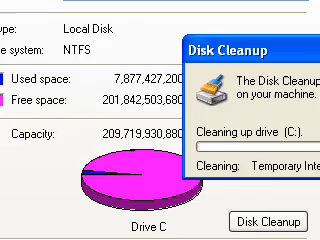 ype: Local Disk
e system: NTFS
Used space: 7,877,427,200
Free space: 201,842,503,680
Capacity: 209,719,930,880
Drive C
Disk Cleanup
Disk Cleanup
The Disk Cleanup
on your machine.
Cleaning up drive (C:).
Cleaning: Temporary Inte